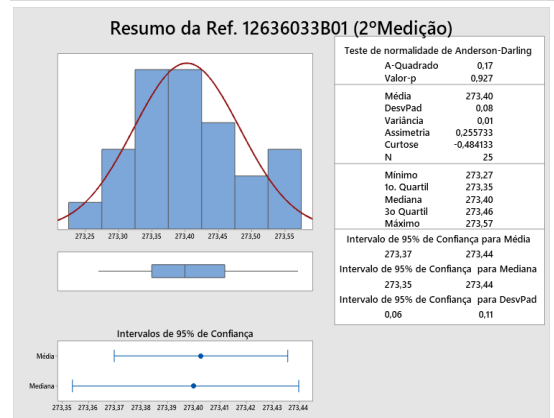 Resumo da Ref. 12636033B01 (2ºMedição)
273,25 273,30 273,35 273,40 273,45 273,50 273,55
Intervalos de 95% de Confiança
Média
Mediana
273,35 273,36 273,37 273,38 273,39 273,40 273,41 273,42 273,43 273,44
Teste de normalidade de Anderson-Darling
A-Quadrado 0,17
Valor-p 0,927
Média 273,40
DesvPad 0,08
Variância 0,01
Assimetria 0,255733
Curtose -0,484133
N 25
Mínimo 273,27
1o. Quartil 273,35
Mediana 273,40
3o Quartil 273,46
Máximo 273,57
Intervalo de 95% de Confiança para Média
273,37 273,44
Intervalo de 95% de Confiança para Mediana
273,35 273,44
Intervalo de 95% de Confiança para DesvPad
0,06 0,11